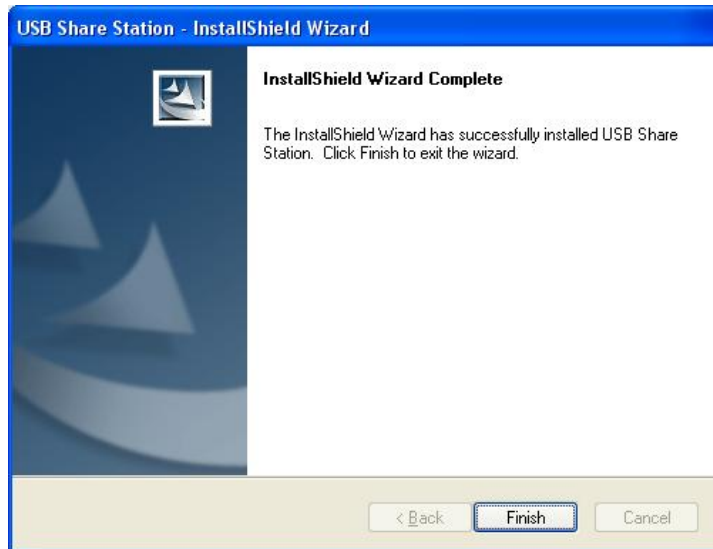 USB Share Station - InstallShield Wizard
InstallShield Wizard Complete
The InstallShield Wizard has successfully installed USB Share
Station. Click Finish to exit the wizard.
< Back
Finish
Cancel